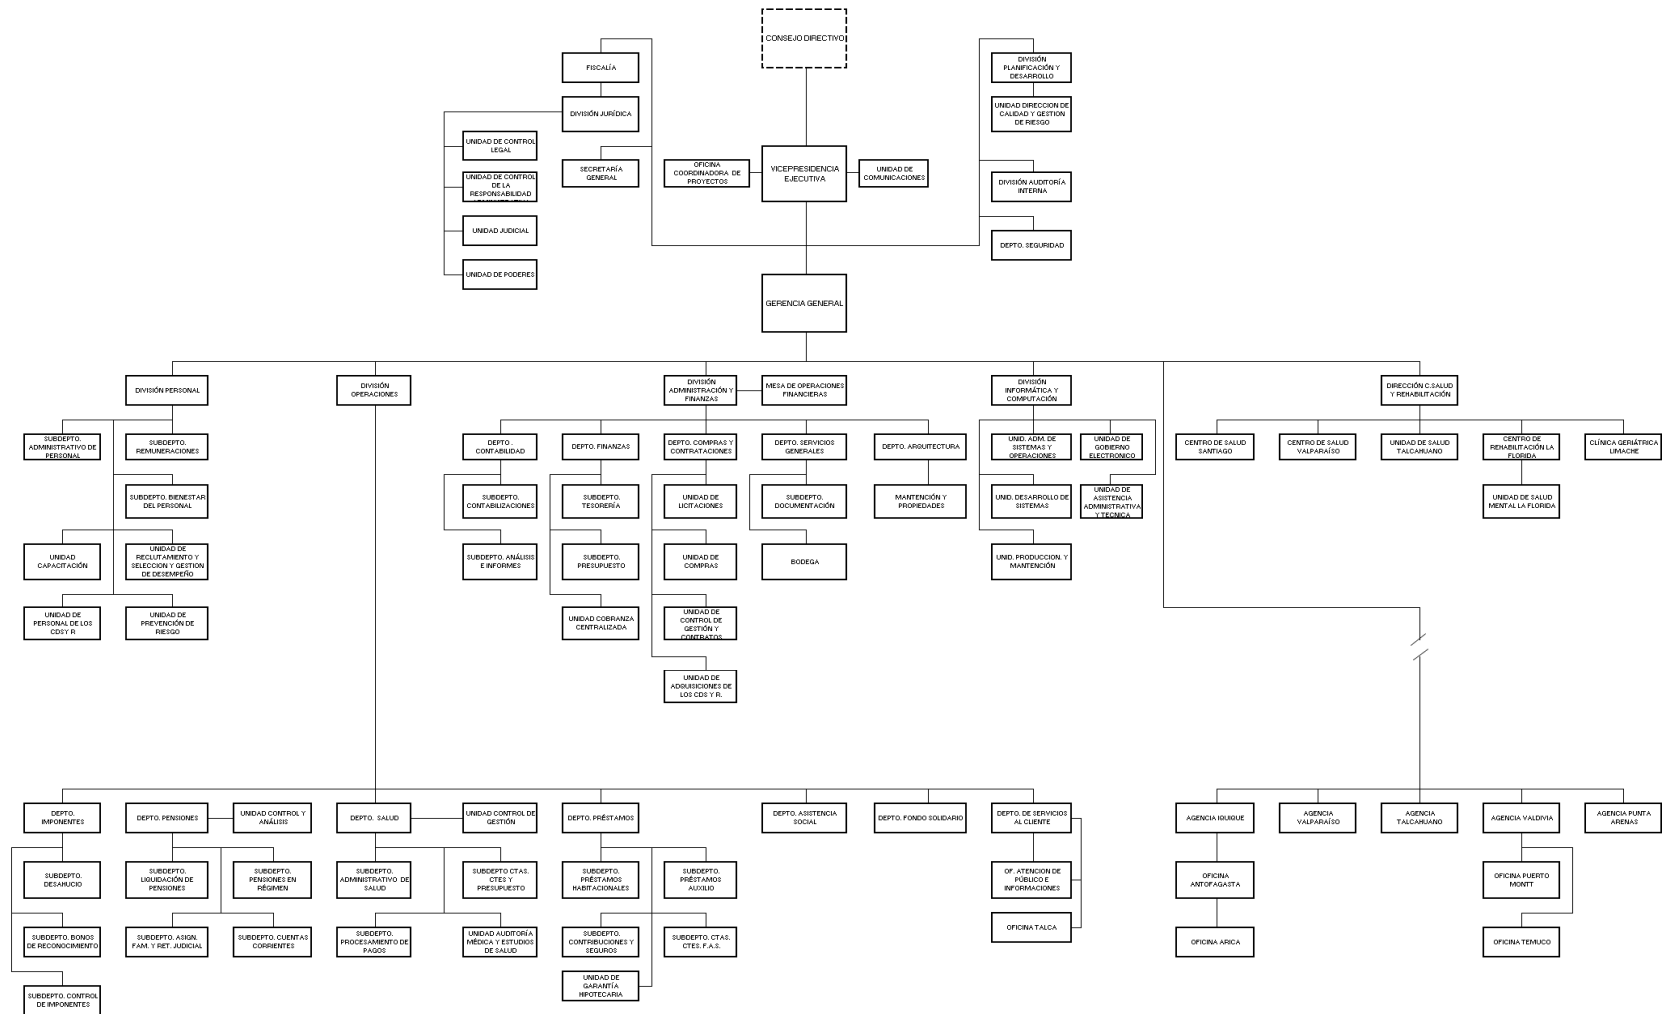 CONSEJO DIRECTIVO
FISCALÍA
DIVISIÓN
PLANIFICACIÓN Y
DESARROLLO
DIVISIÓN JURÍDICA
UNIDAD DIRECCION DE
CALIDAD Y GESTION
DE RIESGO
UNIDAD DE CONTROL
LEGAL
UNIDAD DE CONTROL
DE LA
RESPONSABILIDAD
UNIDAD JUDICIAL
UNIDAD DE PODERES
SECRETARÍA
GENERAL
OFICINA
COORDINADORA DE
PROYECTOS
VICEPRESIDENCIA
EJECUTIVA
UNIDAD DE
COMUNICACIONES
DIVISIÓN AUDITORÍA
INTERNA
DEPTO. SEGURIDAD
GERENCIA GENERAL
DIVISIÓN PERSONAL
DIVISIÓN
OPERACIONES
DIVISIÓN
ADMINISTRACIÓN Y
FINANZAS
MESA DE OPERACIONES
FINANCIERAS
DIVISIÓN
INFORMÁTICA Y
COMPUTACIÓN
DIRECCIÓN C.SALUD
Y REHABILITACIÓN
SUBDEPTO.
ADMINISTRATIVO DE
PERSONAL
SUBDEPTO.
REMUNERACIONES
DEPTO .
CONTABILIDAD
DEPTO. FINANZAS
DEPTO. COMPRAS Y
CONTRATACIONES
DEPTO. SERVICIOS
GENERALES
DEPTO. ARQUITECTURA
UNID. ADM. DE
SISTEMAS Y
OPERACIONES
UNIDAD DE
GOBIERNO
ELECTRONICO
CENTRO DE SALUD
SANTIAGO
CENTRO DE SALUD
VALPARAÍSO
UNIDAD DE SALUD
TALCAHUANO
CENTRO DE
REHABILITACIÓN LA
FLORIDA
CLÍNICA GERIÁTRICA
LIMACHE
SUBDEPTO. BIENESTAR
DEL PERSONAL
SUBDEPTO.
CONTABILIZACIONES
SUBDEPTO.
TESORERÍA
UNIDAD DE
LICITACIONES
SUBDEPTO.
DOCUMENTACIÓN
MANTENCIÓN Y
PROPIEDADES
UNID. DESARROLLO DE
SISTEMAS
UNIDAD DE
ASISTENCIA
ADMINISTRATIVA
Y TECNICA
UNIDAD DE SALUD
MENTAL LA FLORIDA
UNIDAD
CAPACITACIÓN
UNIDAD DE
RECLUTAMIENTO Y
SELECCION Y GESTION
DE DESEMPEÑO
SUBDEPTO. ANÁLISIS
E INFORMES
SUBDEPTO.
PRESUPUESTO
UNIDAD DE
COMPRAS
BODEGA
UNID. PRODUCCION. Y
MANTENCIÓN
UNIDAD DE
PERSONAL DE LOS
CDSY R
UNIDAD DE
PREVENCIÓN DE
RIESGO
UNIDAD COBRANZA
CENTRALIZADA
UNIDAD DE
CONTROL DE
GESTIÓN Y
CONTRATOS
UNIDAD DE
ADQUISICIONES DE
LOS CDS Y R.
DEPTO.
IMPONENTES
DEPTO. PENSIONES
UNIDAD CONTROL Y
ANÁLISIS
DEPTO. SALUD
UNIDAD CONTROL DE
GESTIÓN
DEPTO. PRÉSTAMOS
DEPTO. ASISTENCIA
SOCIAL
DEPTO. FONDO SOLIDARIO
DEPTO. DE SERVICIOS
AL CLIENTE
AGENCIA IQUIQUE
AGENCIA
VALPARAÍSO
AGENCIA
TALCAHUANO
AGENCIA VALDIVIA
AGENCIA PUNTA
ARENAS
SUBDEPTO.
DESAHUCIO
SUBDEPTO.
LIQUIDACIÓN DE
PENSIONES
SUBDEPTO.
PENSIONES EN
RÉGIMEN
SUBDEPTO.
ADMINISTRATIVO DE
SALUD
SUBDEPTO CTAS.
CTES Y
PRESUPUESTO
SUBDEPTO.
PRÉSTAMOS
HABITACIONALES
SUBDEPTO.
PRÉSTAMOS
AUXILIO
OF. ATENCION DE
PÚBLICO E
INFORMACIONES
OFICINA
ANTOFAGASTA
OFICINA PUERTO
MONTT
SUBDEPTO. BONOS
DE RECONOCIMIENTO
SUBDEPTO. ASIGN.
FAM. Y RET. JUDICIAL
SUBDEPTO. CUENTAS
CORRIENTES
SUBDEPTO.
PROCESAMIENTO DE
PAGOS
UNIDAD AUDITORÍA
MÉDICA Y ESTUDIOS
DE SALUD
SUBDEPTO.
CONTRIBUCIONES Y
SEGUROS
SUBDEPTO. CTAS.
CTES. F.A.S.
OFICINA TALCA
OFICINA ARICA
OFICINA TEMUCO
SUBDEPTO. CONTROL
DE IMPONENTES
UNIDAD DE
GARANTÍA
HIPOTECARIA